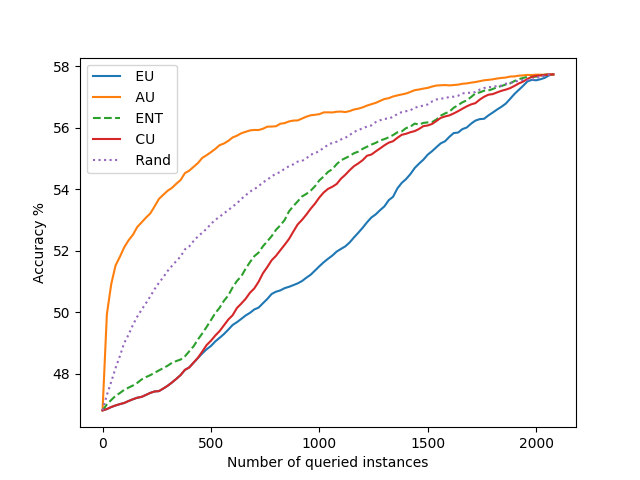 EU
AU
ENT
CU
Rand
58
56
54
52
50
48
Accuracy %
0
500
1000
1500
2000
Number of queried instances